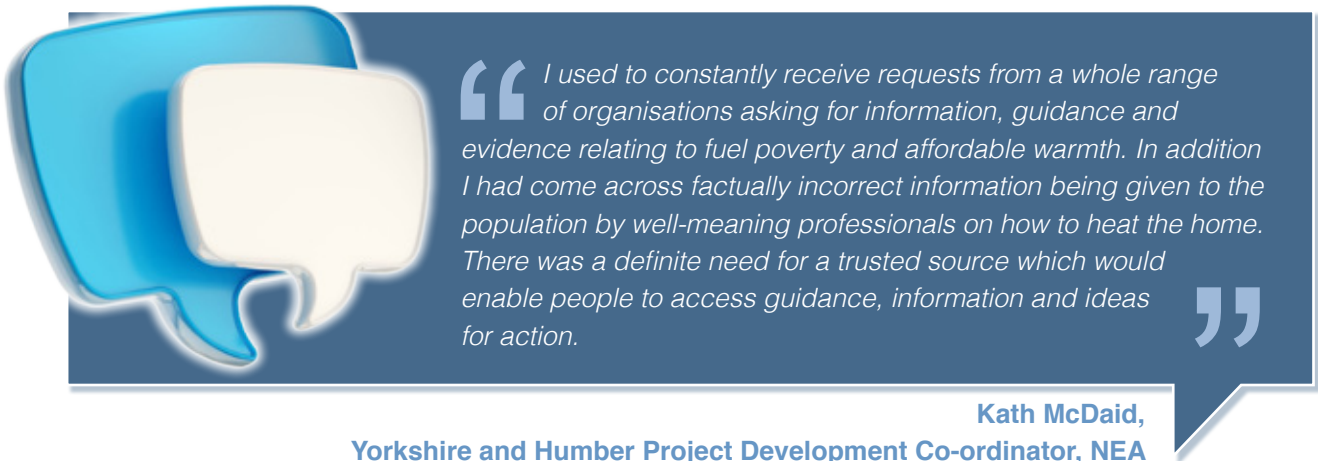 “ I used to constantly receive requests from a whole range
of organisations asking for information, guidance and
evidence relating to fuel poverty and affordable warmth. In addition
I had come across factually incorrect information being given to the
population by well-meaning professionals on how to heat the home.
There was a definite need for a trusted source which would
enable people to access guidance, information and ideas
for action. ”
Kath McDaid,
Yorkshire and Humber Project Development Co-ordinator, NEA